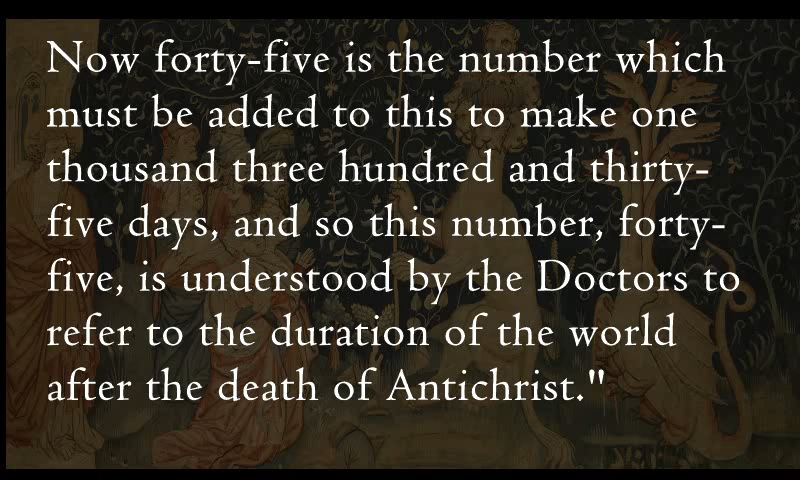 Now forty-five is the number which
must be added to this to make one
thousand three hundred and thirty-
five days, and so this number, forty-
five, is understood by the Doctors to
refer to the duration of the world
after the death of Antichrist."